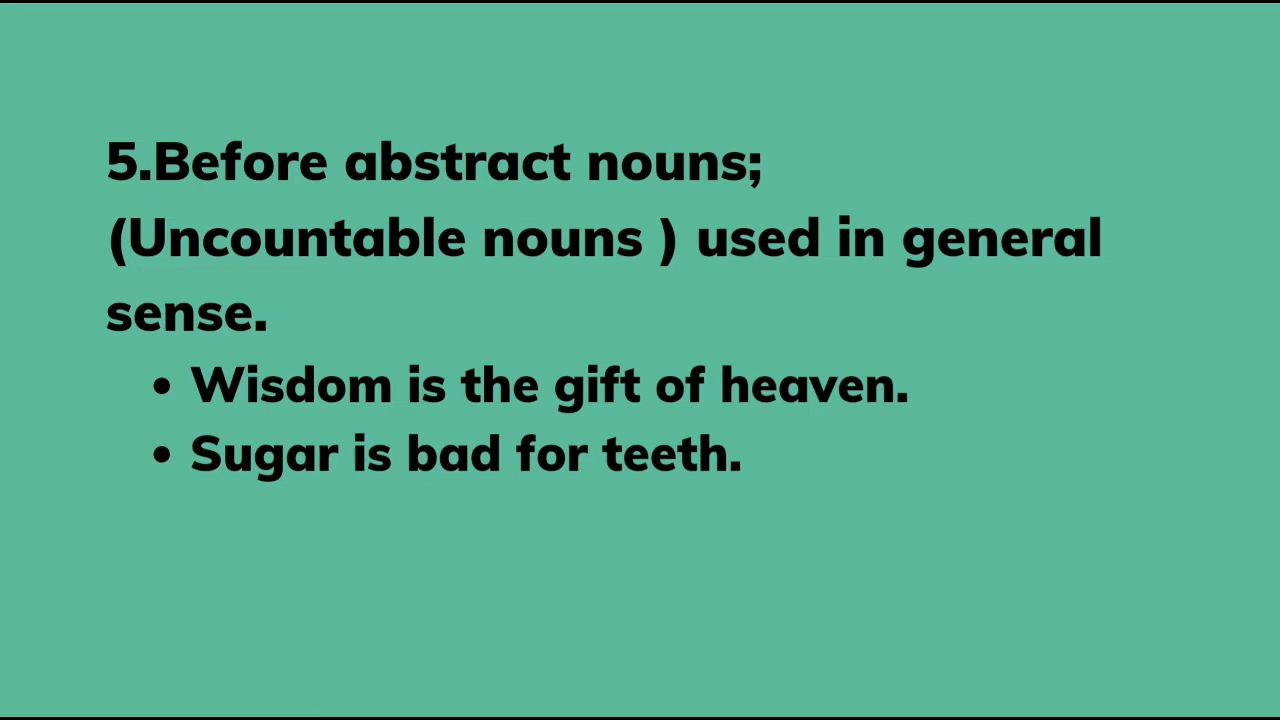 5.Before abstract nouns;
(Uncountable nouns ) used in general
sense.
• Wisdom is the gift of heaven.
• Sugar is bad for teeth.